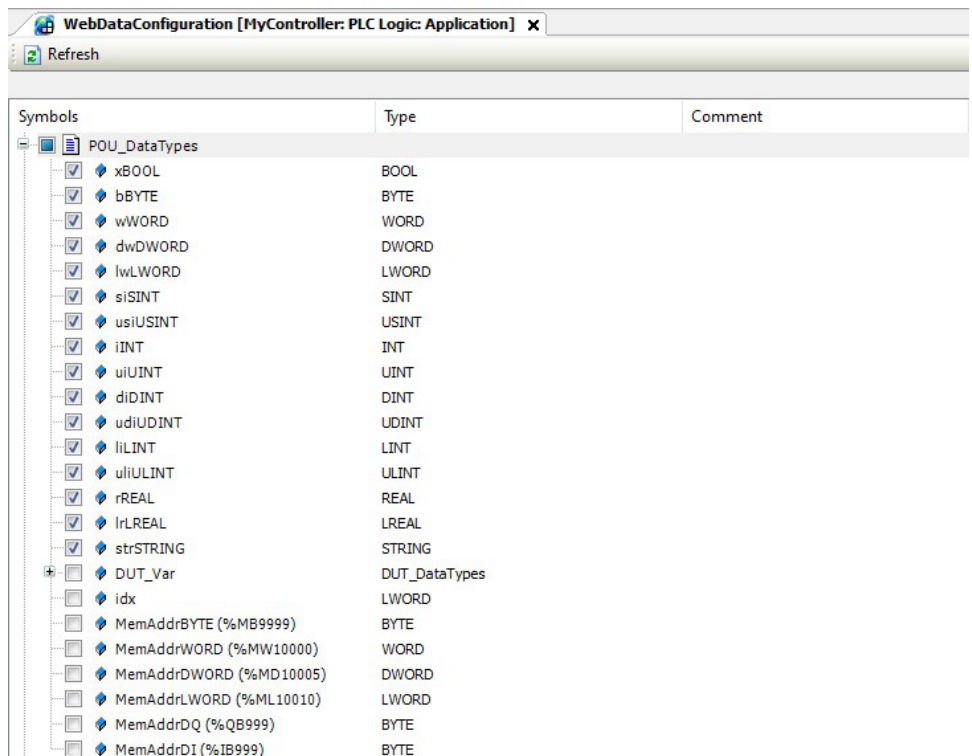 WebDataConfiguration [MyController: PLC Logic: Application]
Refresh
Symbols Type Comment
POU_DataTypes
xBOOL BOOL
bBYTE BYTE
wWORD WORD
dwDWORD DWORD
lwLWORD LWORD
siSINT SINT
usiUSINT USINT
iINT INT
uiUINT UINT
diDINT DINT
udiUDINT UDINT
liLINT LINT
uliULINT ULINT
rREAL REAL
lrLREAL LREAL
strSTRING STRING
DUT_Var DUT_DataTypes
idx LWORD
MemAddrBYTE (%MB9999) BYTE
MemAddrWORD (%MW10000) WORD
MemAddrDWORD (%MD10005) DWORD
MemAddrLWORD (%ML10010) LWORD
MemAddrDQ (%QB999) BYTE
MemAddrDI (%IB999) BYTE